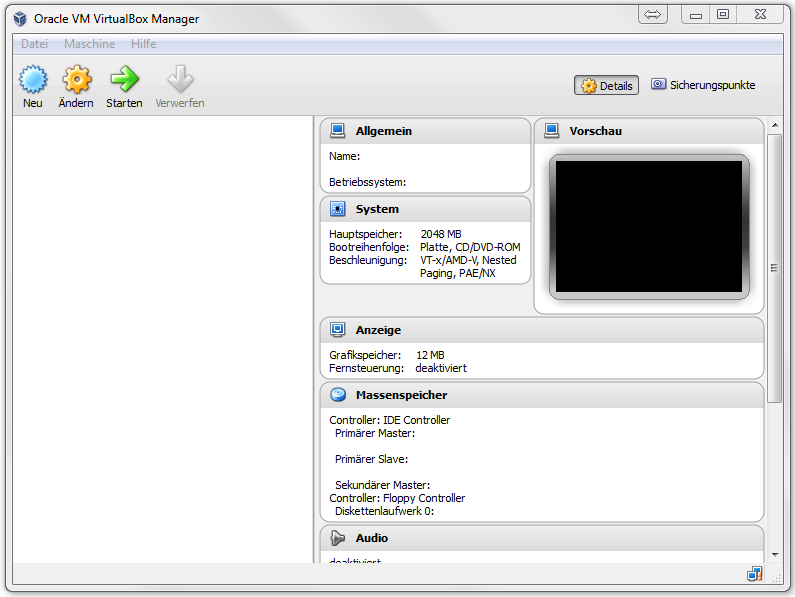 Oracle VM VirtualBox Manager
Datei Maschine Hilfe
Neu Ändern Starten Verwerfen
Details Sicherungspunkte
Allgemein
Name:
Betriebssystem:
Vorschau
System
Hauptspeicher: 2048 MB
Bootreihenfolge: Platte, CD/DVD-ROM
Beschleunigung: VT-x/AMD-V, Nested
Paging, PAE/NX
Anzeige
Grafikspeicher: 12 MB
Fernsteuerung: deaktiviert
Massenspeicher
Controller: IDE Controller
Primärer Master:
Primärer Slave:
Sekundärer Master:
Controller: Floppy Controller
Diskettenlaufwerk 0:
Audio
deaktiviert